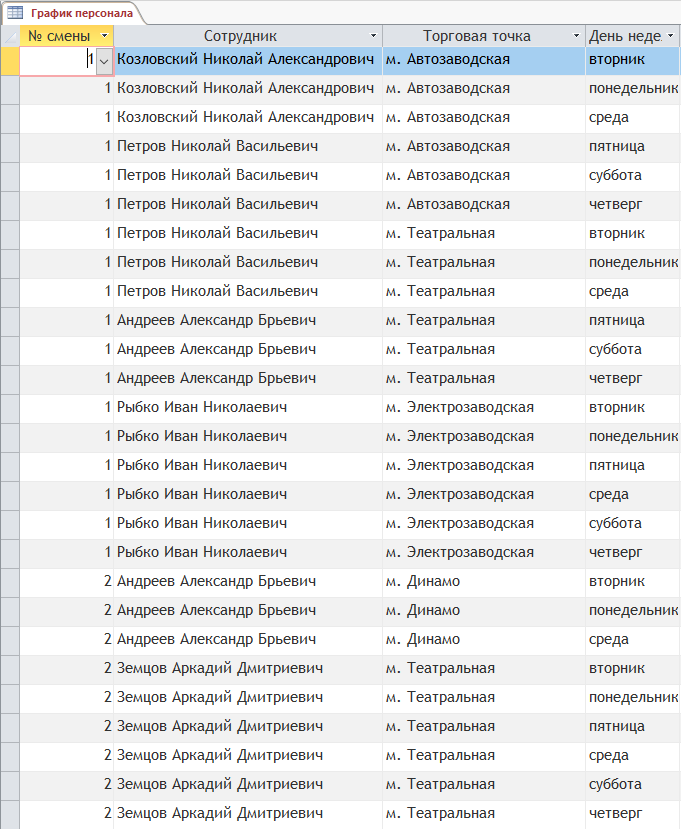 График персонала
№ смены Сотрудник Торговая точка День неде
1 Козловский Николай Александрович м. Автозаводская вторник
1 Козловский Николай Александрович м. Автозаводская понедельник
1 Козловский Николай Александрович м. Автозаводская среда
1 Петров Николай Васильевич м. Автозаводская пятница
1 Петров Николай Васильевич м. Автозаводская суббота
1 Петров Николай Васильевич м. Автозаводская четверг
1 Петров Николай Васильевич м. Театральная вторник
1 Петров Николай Васильевич м. Театральная понедельник
1 Петров Николай Васильевич м. Театральная среда
1 Андреев Александр Брьевич м. Театральная пятница
1 Андреев Александр Брьевич м. Театральная суббота
1 Андреев Александр Брьевич м. Театральная четверг
1 Рыбко Иван Николаевич м. Электрозаводская вторник
1 Рыбко Иван Николаевич м. Электрозаводская понедельник
1 Рыбко Иван Николаевич м. Электрозаводская пятница
1 Рыбко Иван Николаевич м. Электрозаводская среда
1 Рыбко Иван Николаевич м. Электрозаводская суббота
1 Рыбко Иван Николаевич м. Электрозаводская четверг
2 Андреев Александр Брьевич м. Динамо вторник
2 Андреев Александр Брьевич м. Динамо понедельник
2 Андреев Александр Брьевич м. Динамо среда
2 Земцов Аркадий Дмитриевич м. Театральная вторник
2 Земцов Аркадий Дмитриевич м. Театральная понедельник
2 Земцов Аркадий Дмитриевич м. Театральная пятница
2 Земцов Аркадий Дмитриевич м. Театральная среда
2 Земцов Аркадий Дмитриевич м. Театральная суббота
2 Земцов Аркадий Дмитриевич м. Театральная четверг